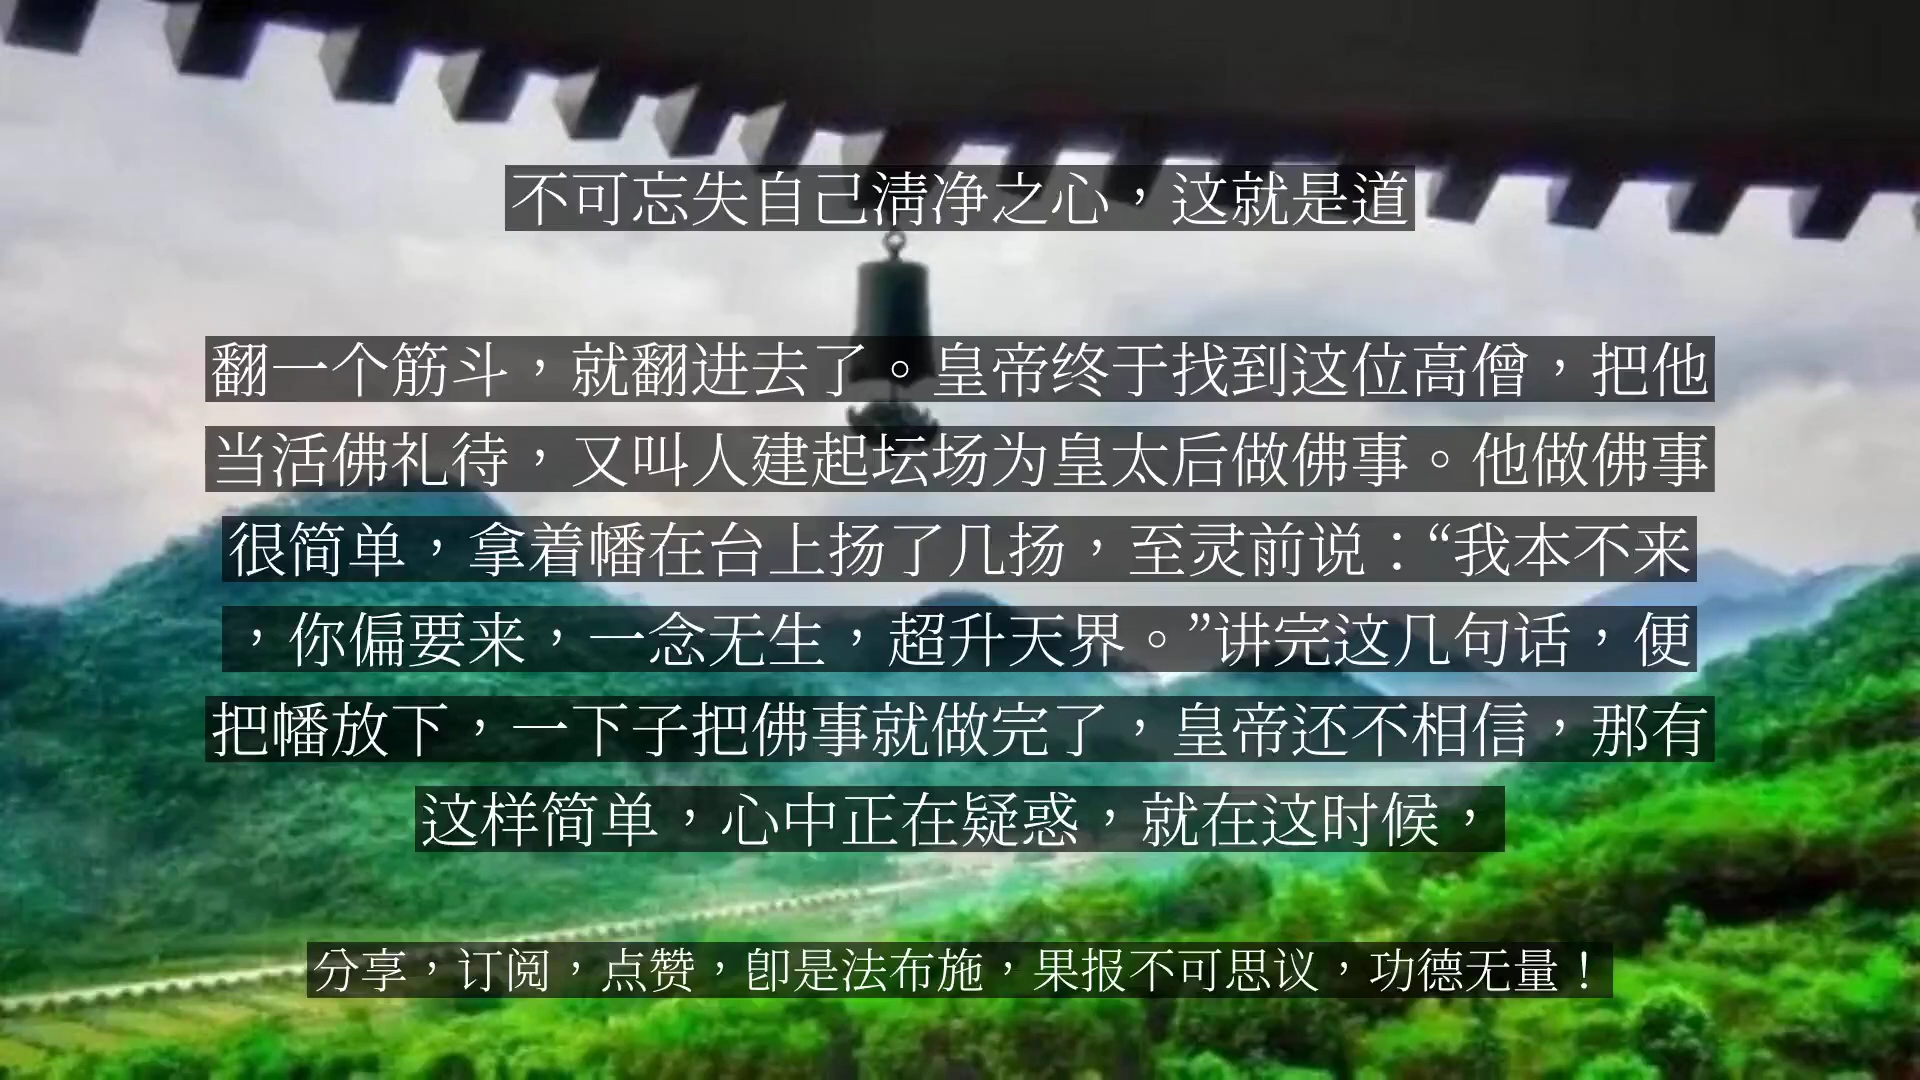 不可忘失自己清净之心，这就是道
翻一个筋斗，就翻进去了。皇帝终于找到这位高僧，把他
当活佛礼待，又叫人建起坛场为皇太后做佛事。他做佛事
很简单，拿着幡在台上扬了几扬，至灵前说：“我本不来
，你偏要来，一念无生，超升天界。”讲完这几句话，便
把幡放下，一下子把佛事就做完了，皇帝还不相信，那有
这样简单，心中正在疑惑，就在这时候，
分享，订阅，点赞，即是法布施，果报不可思议，功德无量！